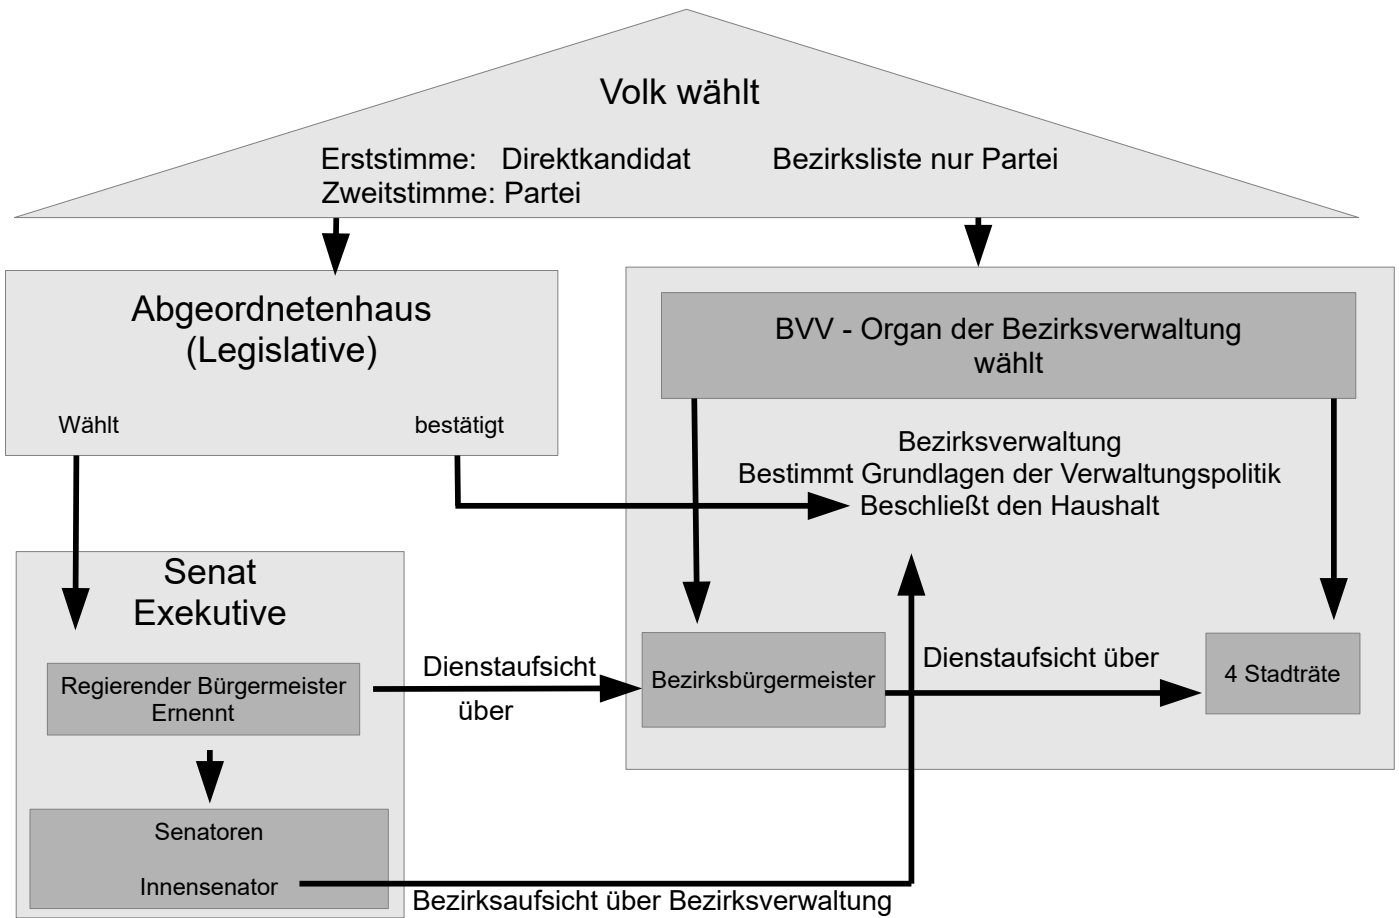 Volk wählt
Erststimme: Direktkandidat
Zweitstimme: Partei
Bezirksliste nur Partei
Abgeordnetenhaus
(Legislative)
Wählt
bestätigt
BVV - Organ der Bezirksverwaltung
wählt
Bezirksverwaltung
Bestimmt Grundlagen der Verwaltungspolitik
Beschließt den Haushalt
Senat
Exekutive
Regierender Bürgermeister
Ernennt
Dienstaufsicht
über
Bezirksbürgermeister
Dienstaufsicht über
4 Stadträte
Senatoren
Innensenator
Bezirksaufsicht über Bezirksverwaltung